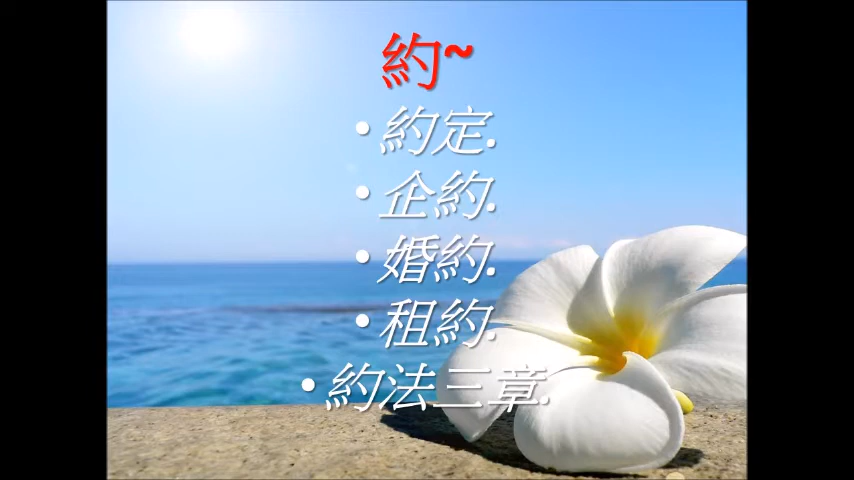 約~
• 約定.
• 企約.
• 婚約.
• 租約.
• 約法三章.